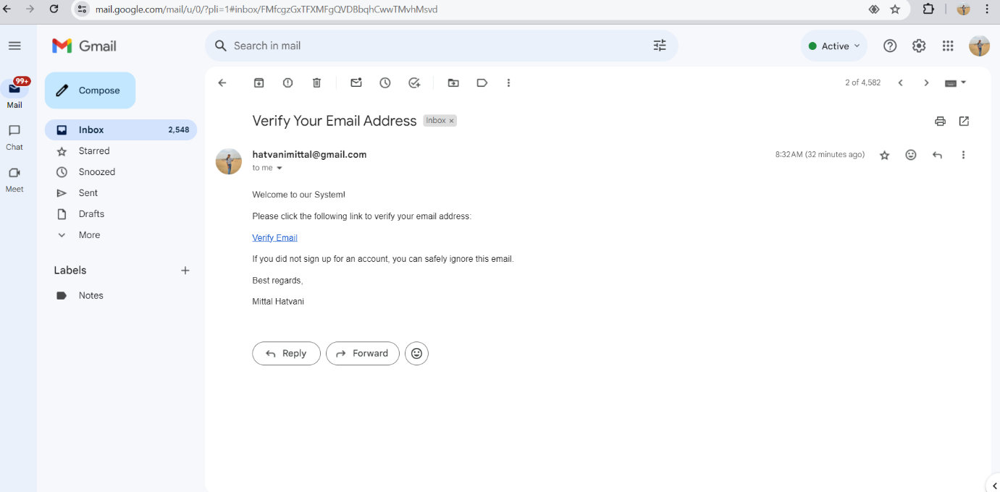 mail.google.com/mail/u/0/?pli=1#inbox/FMfcgzGxTFXMFgQVDBbqhCwwTMvhMsvd
Gmail
Search in mail
Active
99+
Mail
Compose
2 of 4,582
Chat
Inbox 2,548
Verify Your Email Address Inbox ×
Starred
hatvanimittal@gmail.com
8:32 AM (32 minutes ago)
to me
Snoozed
Meet
Sent
Welcome to our System!
Drafts
Please click the following link to verify your email address:
More
Verify Email
If you did not sign up for an account, you can safely ignore this email.
Labels
Best regards,
Notes
Mittal Hatvani
Reply
Forward